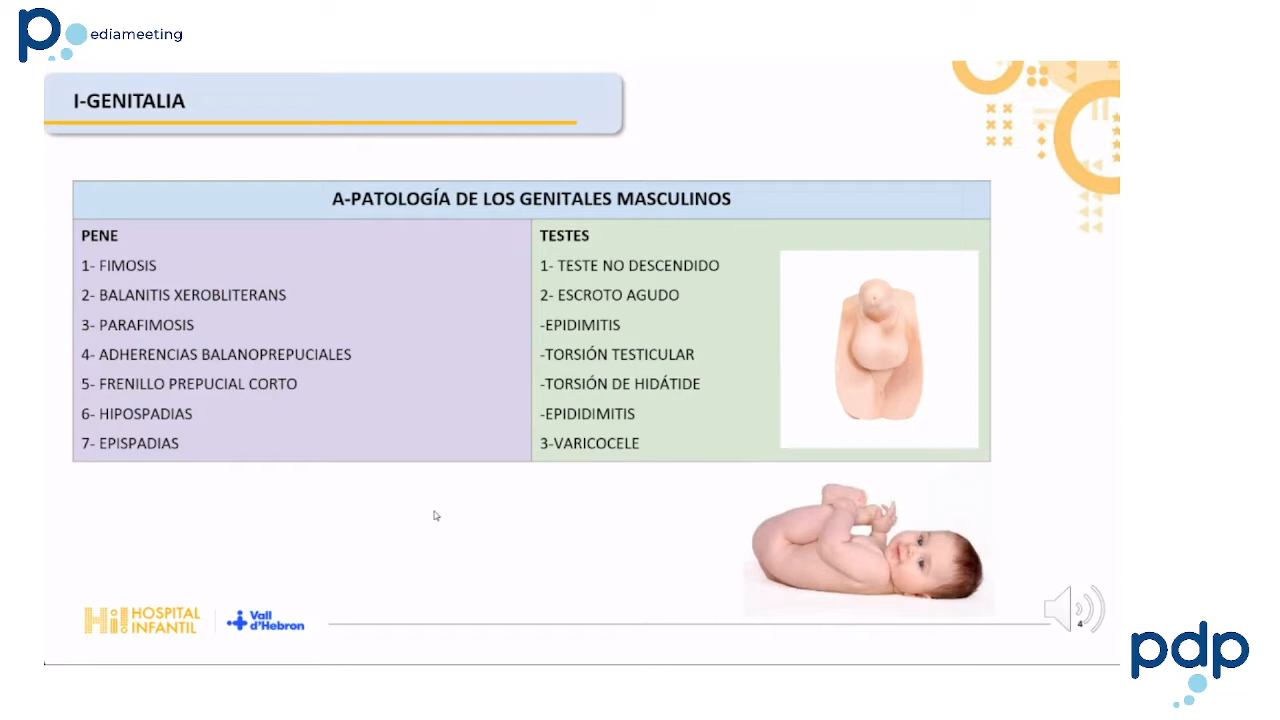 ediameeting
I-GENITALIA
A-PATOLOGÍA DE LOS GENITALES MASCULINOS
PENE
1- FIMOSIS
2- BALANITIS XEROBLITERANS
3- PARAFIMOSIS
4- ADHERENCIAS BALANOPREPUCIALES
5- FRENILLO PREPUCIAL CORTO
6- HIPOSPADIAS
7- EPISPADIAS
TESTES
1- TESTE NO DESCENDIDO
2- ESCROTO AGUDO
-EPIDIMITIS
-TORSIÓN TESTICULAR
-TORSIÓN DE HIDÁTIDE
-EPIDIDIMITIS
3-VARICOCELE
Hi! HOSPITAL
INFANTIL
Vall
d'Hebron
4
pdp